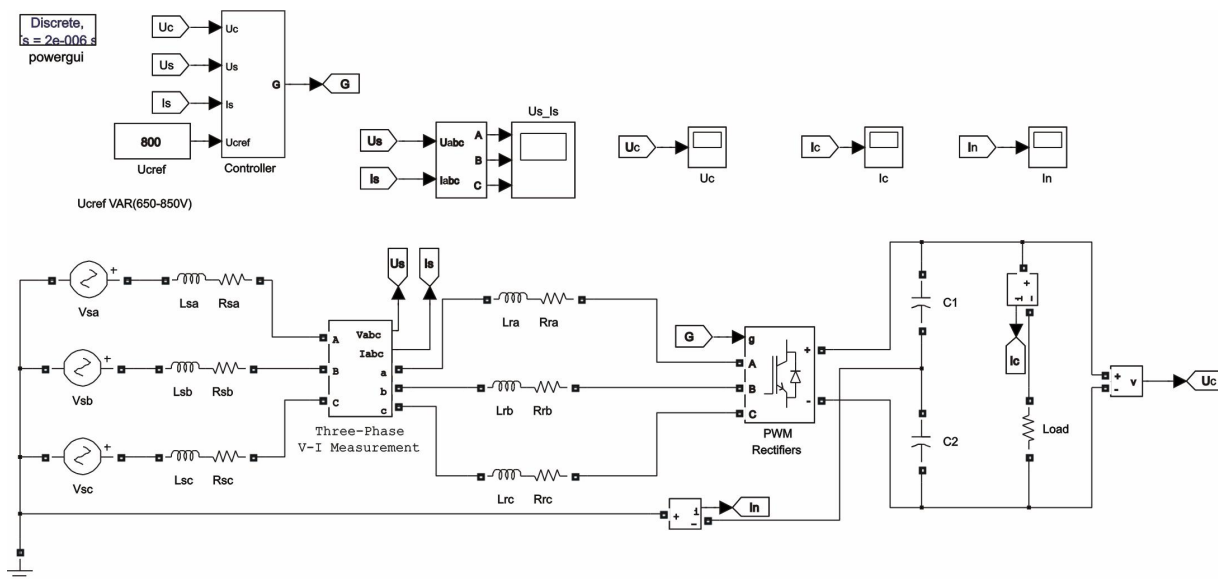 Discrete,
s = 2e-006 s
powergui
Uc
Us
Is
800
Ucref
Uc
Us
Is
Ucref
G
Controller
G
Ucref VAR(650-850V)
Us
Is
Uabc
Iabc
A
B
C
Us_Is
Uc
Uc
Ic
Ic
In
In
Vsa
+
Lsa
Rsa
Vsb
+
Lsb
Rsb
Vsc
+
Lsc
Rsc
Us
Is
A
B
C
Vabc
Iabc
a
b
c
Three-Phase
V-I Measurement
Lra
Rra
Lrb
Rrb
Lrc
Rrc
G
g
A
B
C
+
-
PWM
Rectifiers
C1
C2
+
i
-
Ic
Load
+
-
v
Uc
+
i
-
In